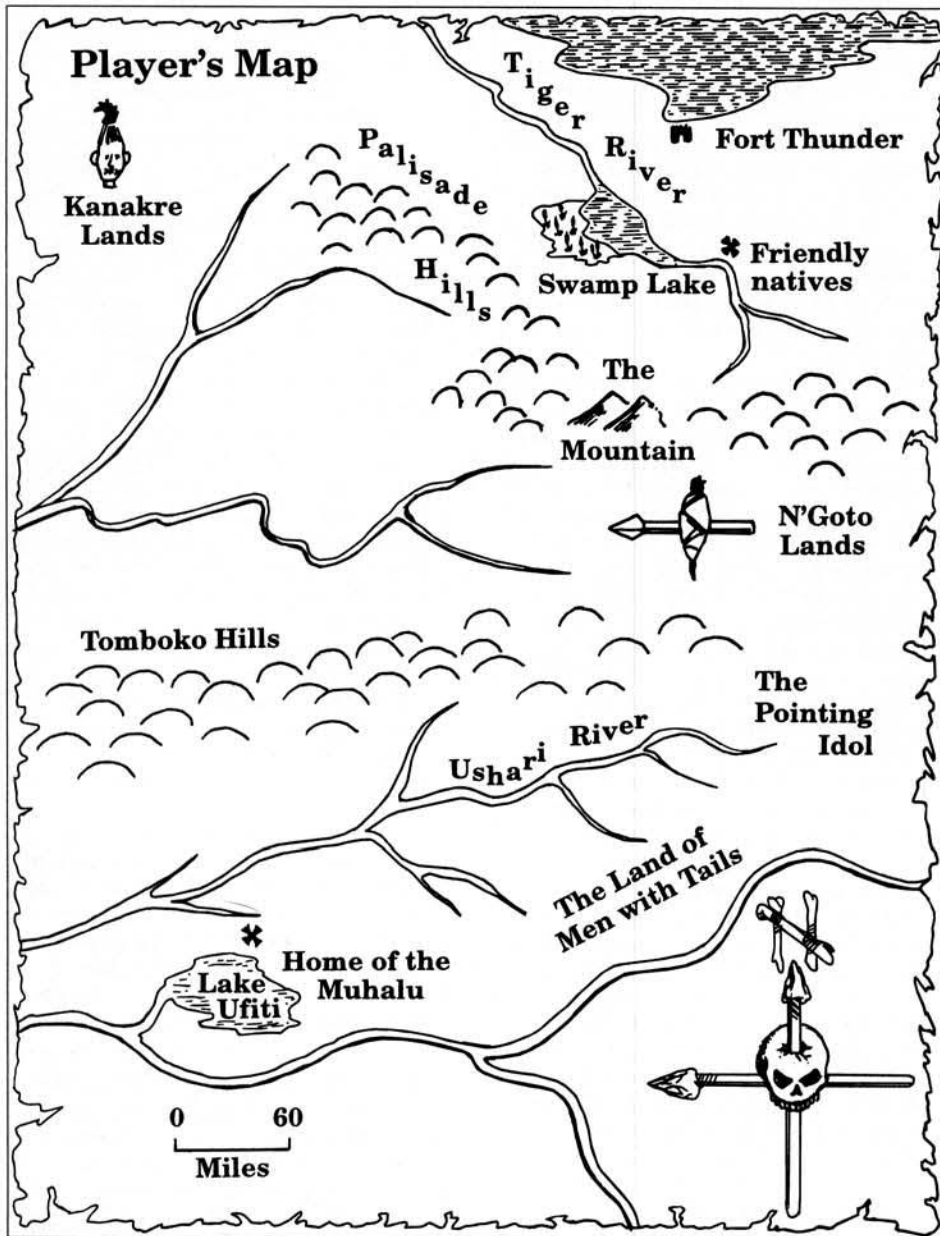 Player's Map
Tiger
River
Fort Thunder
Palisade
Hills
Kanakre
Lands
Friendly
natives
Swamp Lake
The
Mountain
N'Goto
Lands
Tomboko Hills
The
Pointing
Idol
Ushari River
The Land of
Men with Tails
Home of the
Muhalu
Lake
Ufiti
N
0 60
Miles